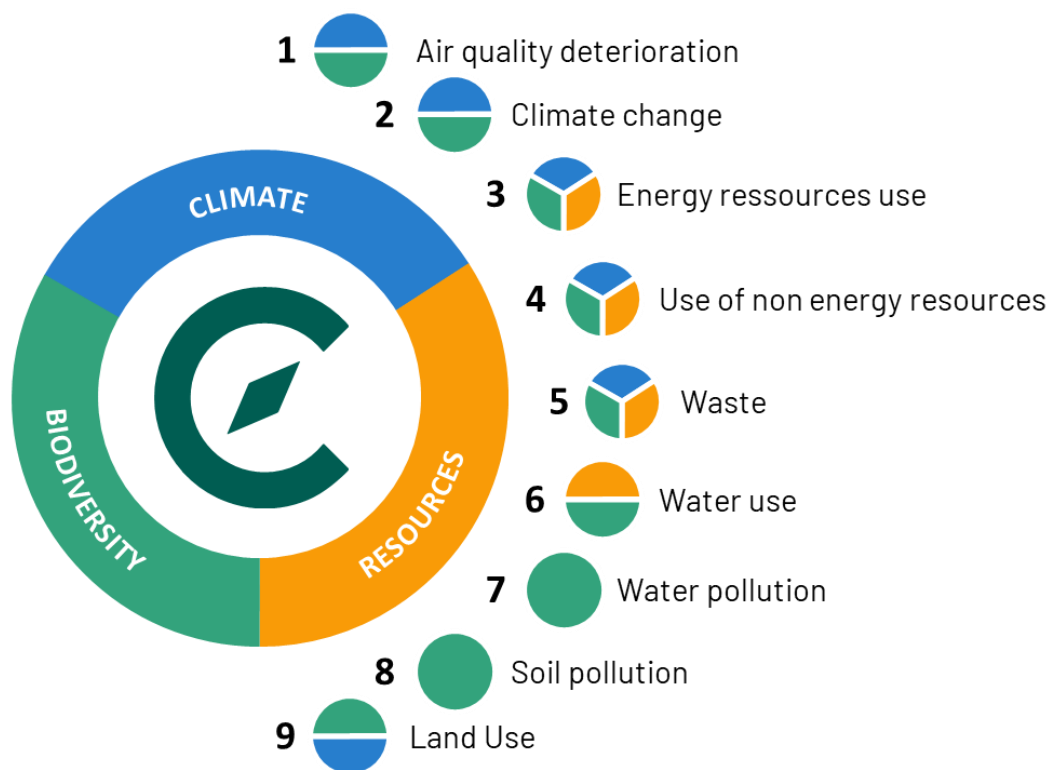 1 Air quality deterioration
2 Climate change
3 Energy ressources use
4 Use of non energy resources
5 Waste
6 Water use
7 Water pollution
8 Soil pollution
9 Land Use
CLIMATE
BIODIVERSITY
RESOURCES